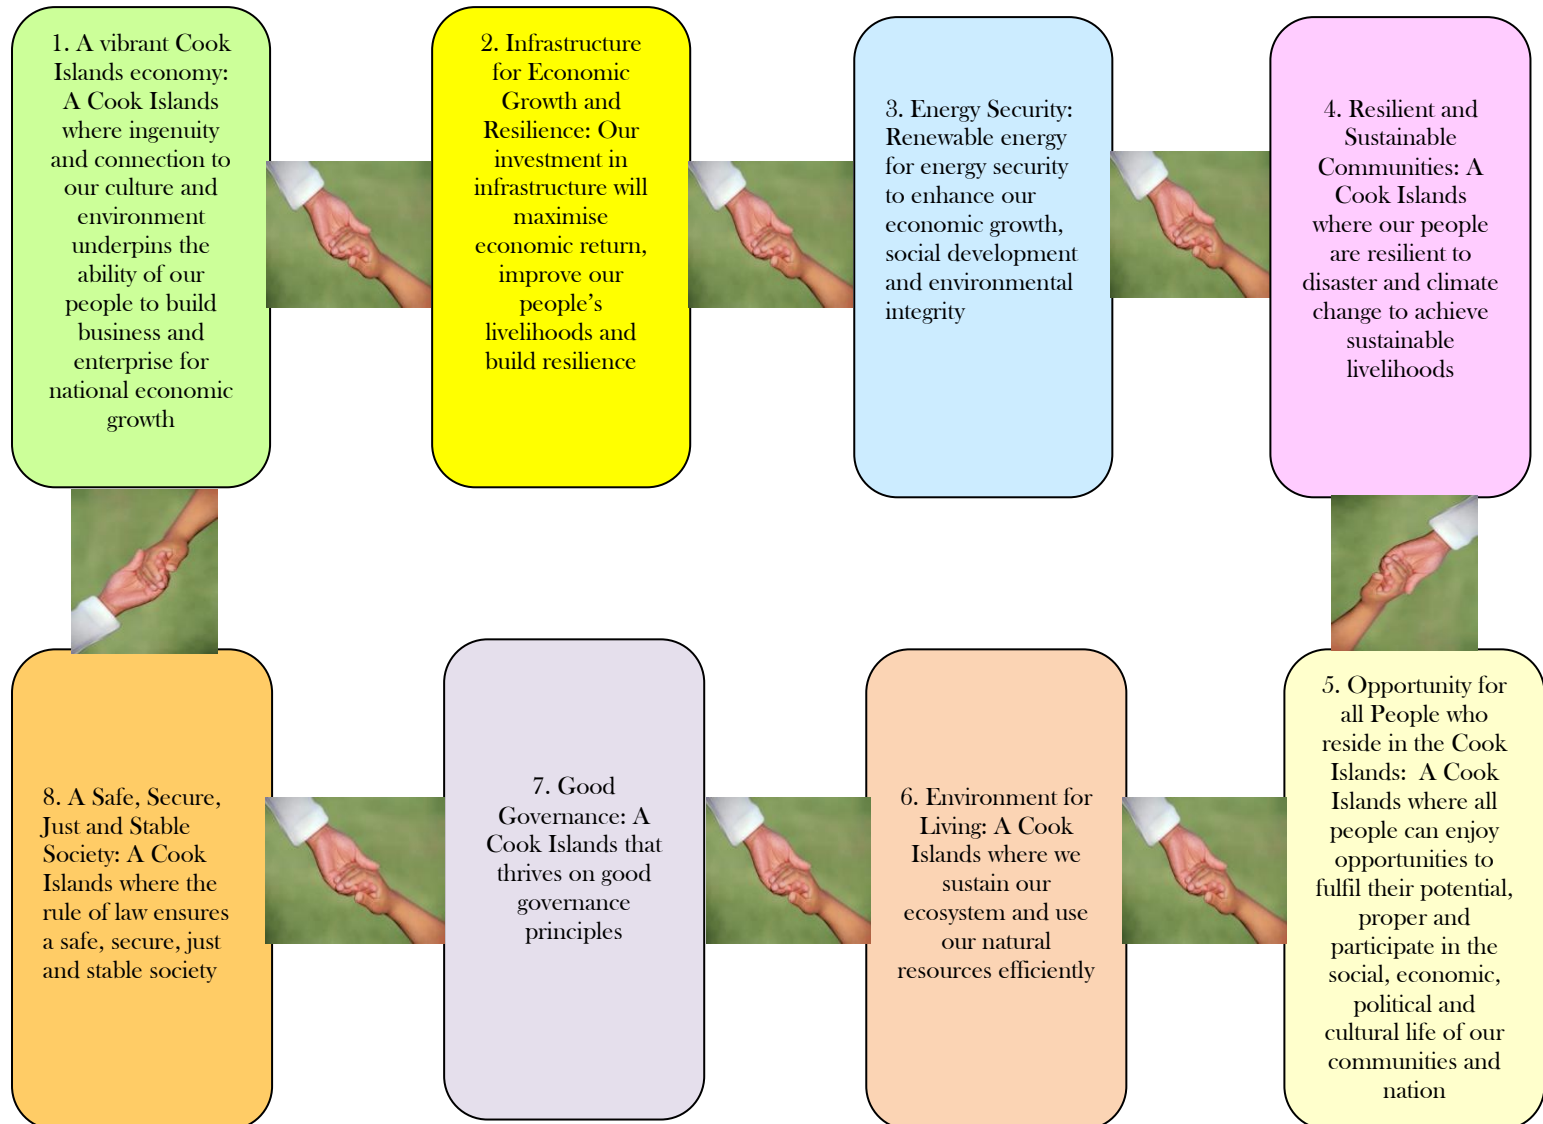 1. A vibrant Cook
Islands economy:
A Cook Islands
where ingenuity
and connection to
our culture and
environment
underpins the
ability of our
people to build
business and
enterprise for
national economic
growth
2. Infrastructure
for Economic
Growth and
Resilience: Our
investment in
infrastructure will
maximise
economic return,
improve our
people’s
livelihoods and
build resilience
3. Energy Security:
Renewable energy
for energy security
to enhance our
economic growth,
social development
and environmental
integrity
4. Resilient and
Sustainable
Communities: A
Cook Islands
where our people
are resilient to
disaster and climate
change to achieve
sustainable
livelihoods
5. Opportunity for
all People who
reside in the Cook
Islands:  A Cook
Islands where all
people can enjoy
opportunities to
fulfil their potential,
proper and
participate in the
social, economic,
political and
cultural life of our
communities and
nation
6. Environment for
Living: A Cook
Islands where we
sustain our
ecosystem and use
our natural
resources efficiently
7. Good
Governance: A
Cook Islands that
thrives on good
governance
principles
8. A Safe, Secure,
Just and Stable
Society: A Cook
Islands where the
rule of law ensures
a safe, secure, just
and stable society